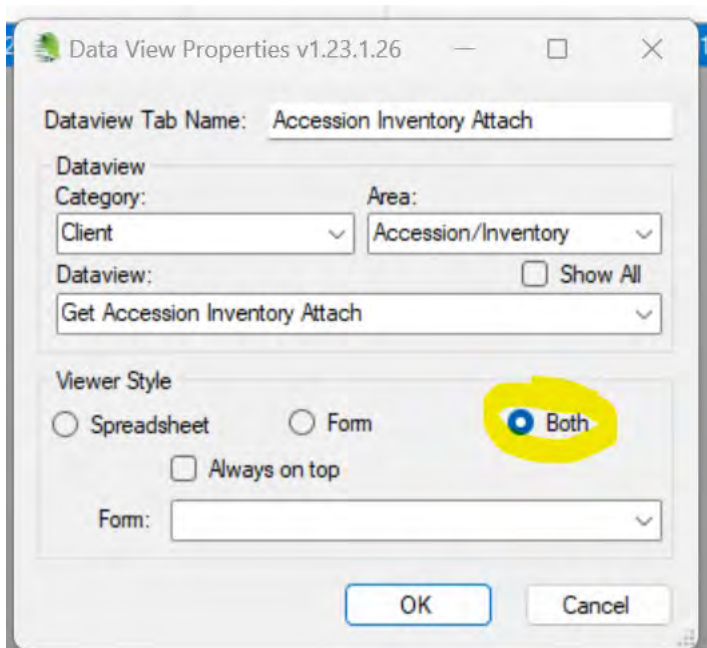 Data View Properties v1.23.1.26
Dataview Tab Name: Accession Inventory Attach
Dataview
Category: Area:
Client Accession/Inventory
Dataview: Show All
Get Accession Inventory Attach
Viewer Style
Spreadsheet Form Both
Always on top
Form:
OK Cancel